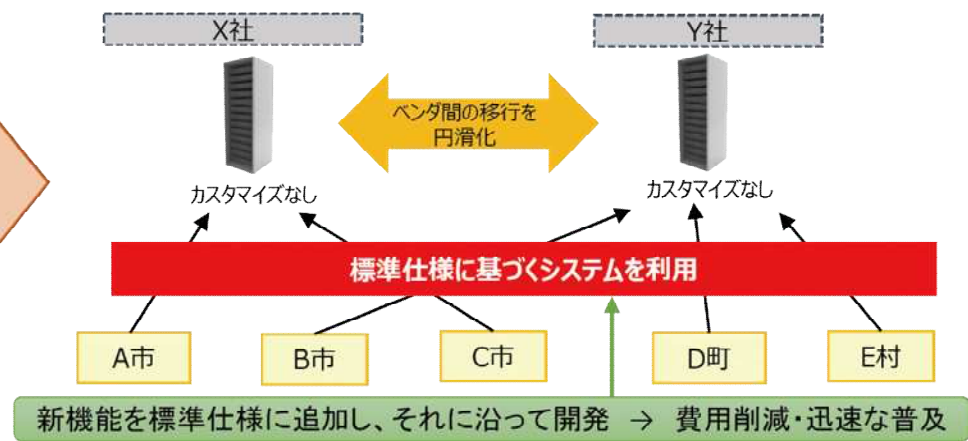 X社
Y社
ベンダ間の移行を
円滑化
カスタマイズなし
カスタマイズなし
標準仕様に基づくシステムを利用
A市
B市
C市
D町
E村
新機能を標準仕様に追加し、それに沿って開発 → 費用削減・迅速な普及